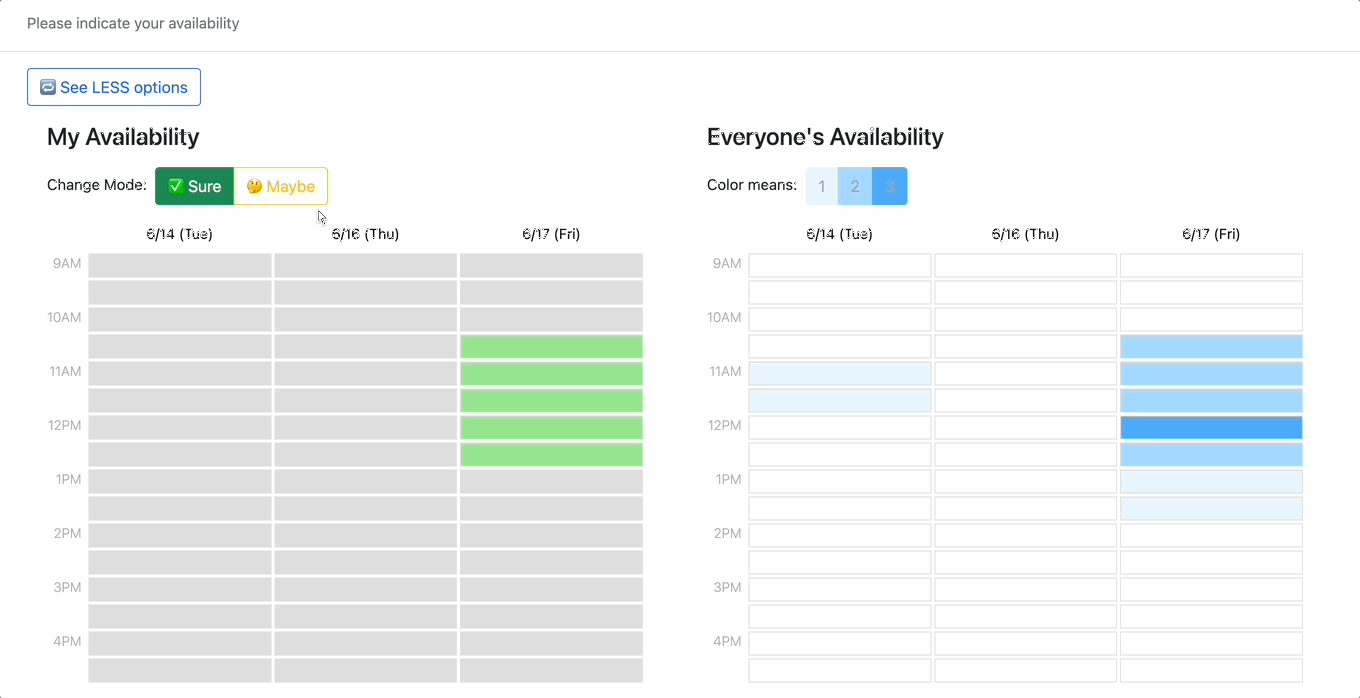 Please indicate your availability
🔁 See LESS options
My Availability
Everyone's Availability
Change Mode: ✅ Sure 🤔 Maybe
Color means: 1 2 3
6/14 (Tue) 6/16 (Thu) 6/17 (Fri)
6/14 (Tue) 6/16 (Thu) 6/17 (Fri)
9AM 9AM
10AM 10AM
11AM 11AM
12PM 12PM
1PM 1PM
2PM 2PM
3PM 3PM
4PM 4PM